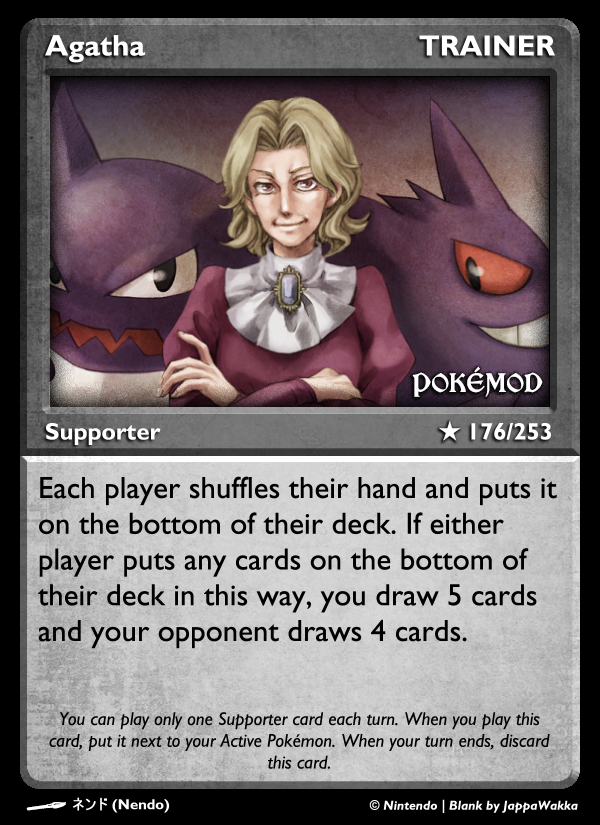 Agatha TRAINER
POKÉMOD
Supporter ★ 176/253
Each player shuffles their hand and puts it
on the bottom of their deck. If either
player puts any cards on the bottom of
their deck in this way, you draw 5 cards
and your opponent draws 4 cards.
You can play only one Supporter card each turn. When you play this
card, put it next to your Active Pokémon. When your turn ends, discard
this card.
ネンド (Nendo) © Nintendo | Blank by JappaWakka